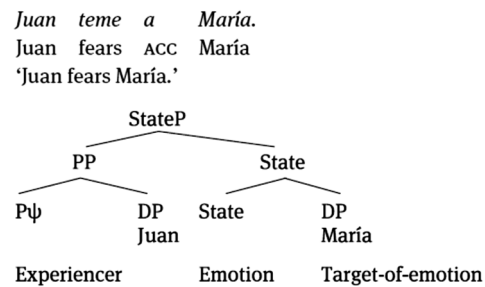 Juan teme a María.
Juan fears ACC María
‘Juan fears María.’
StateP
PP State
Pψ DP State DP
Juan María
Experiencer Emotion Target-of-emotion